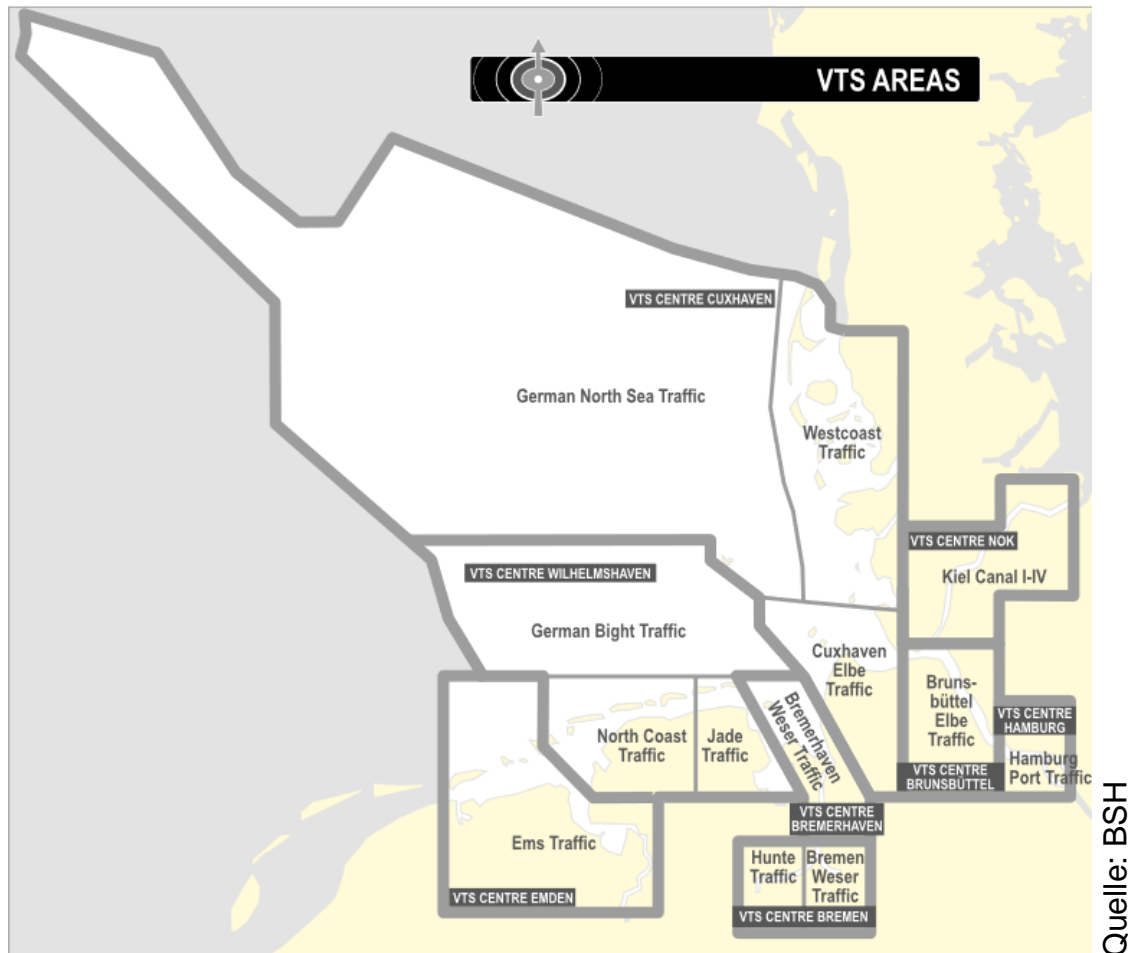 VTS AREAS
VTS CENTRE CUXHAVEN
German North Sea Traffic
Westcoast
Traffic
VTS CENTRE NOK
Kiel Canal I-IV
VTS CENTRE WILHELMSHAVEN
German Bight Traffic
Cuxhaven
Elbe
Traffic
Bruns-
büttel
Elbe
Traffic
VTS CENTRE
BRUNSBÜTTEL
VTS CENTRE
HAMBURG
Hamburg
Port Traffic
North Coast
Traffic
Jade
Traffic
Bremerhaven
Weser Traffic
VTS CENTRE
BREMERHAVEN
Ems Traffic
VTS CENTRE EMDEN
Hunte
Traffic
Bremen
Weser
Traffic
VTS CENTRE BREMEN
Quelle: BSH